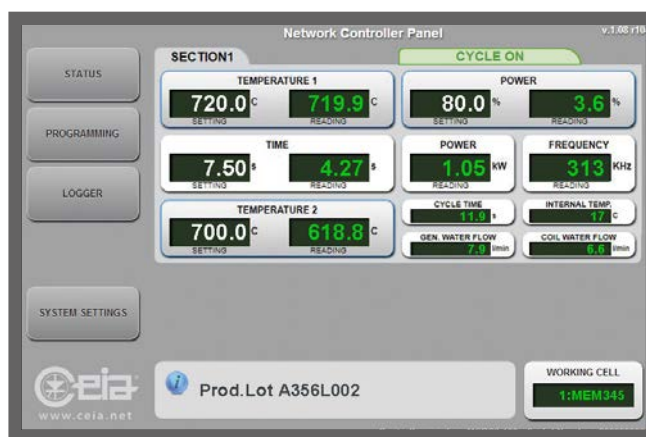 Network Controller Panel
v.1.08 r10
STATUS
PROGRAMMING
LOGGER
SYSTEM SETTINGS
SECTION1
CYCLE ON
TEMPERATURE 1
720.0 C 719.9 C
SETTING READING
POWER
80.0 % 3.6 %
SETTING READING
TIME
7.50 s 4.27 s
SETTING READING
POWER
1.05 kW
READING
FREQUENCY
313 KHz
READING
TEMPERATURE 2
700.0 C 618.8 C
SETTING READING
CYCLE TIME
11.9 s
INTERNAL TEMP.
17 C
GEN. WATER FLOW
7.9 l/min
COIL WATER FLOW
6.6 l/min
Ceia
www.ceia.net
Prod.Lot A356L002
WORKING CELL
1:MEM345